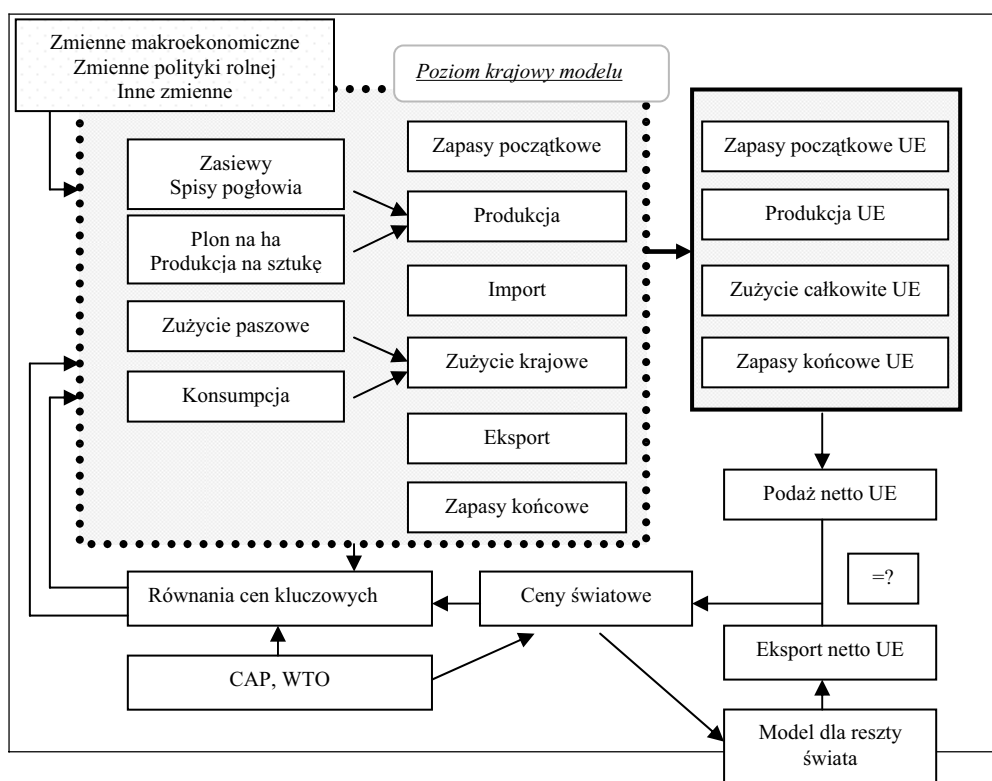 Zmienne makroekonomiczne
Zmienne polityki rolnej
Inne zmienne
Poziom krajowy modelu
Zasiewy
Spisy pogłowia
Plon na ha
Produkcja na sztukę
Zużycie paszowe
Konsumpcja
Zapasy początkowe
Produkcja
Import
Zużycie krajowe
Eksport
Zapasy końcowe
Zapasy początkowe UE
Produkcja UE
Zużycie całkowite UE
Zapasy końcowe UE
Podaż netto UE
=?
Równania cen kluczowych
Ceny światowe
Eksport netto UE
CAP, WTO
Model dla reszty
świata